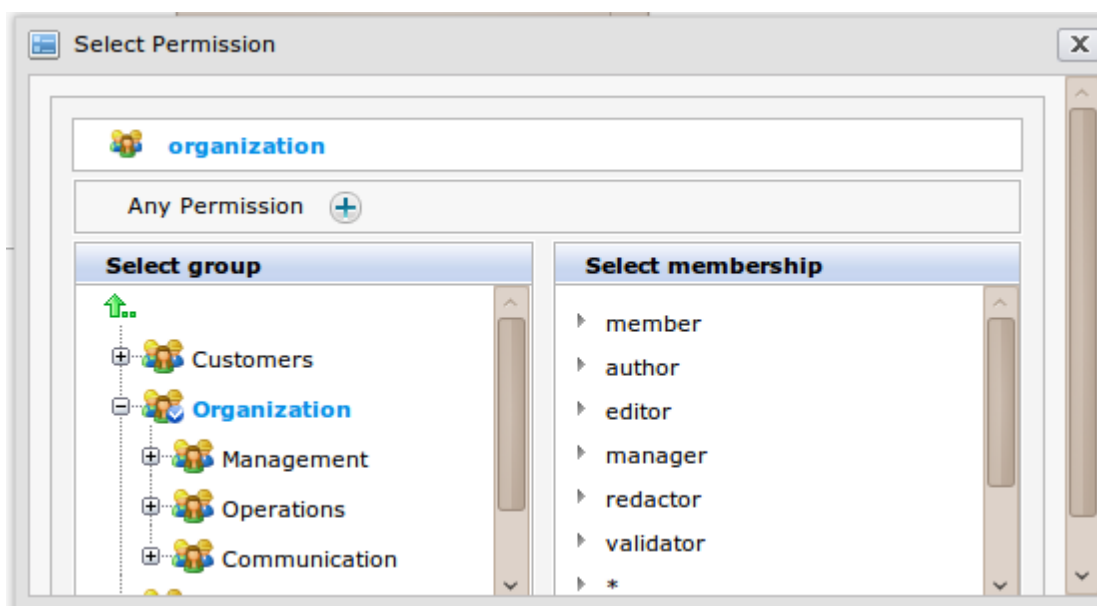 Select Permission
organization
Any Permission
Select group
Select membership
Customers
Organization
Management
Operations
Communication
member
author
editor
manager
redactor
validator
*